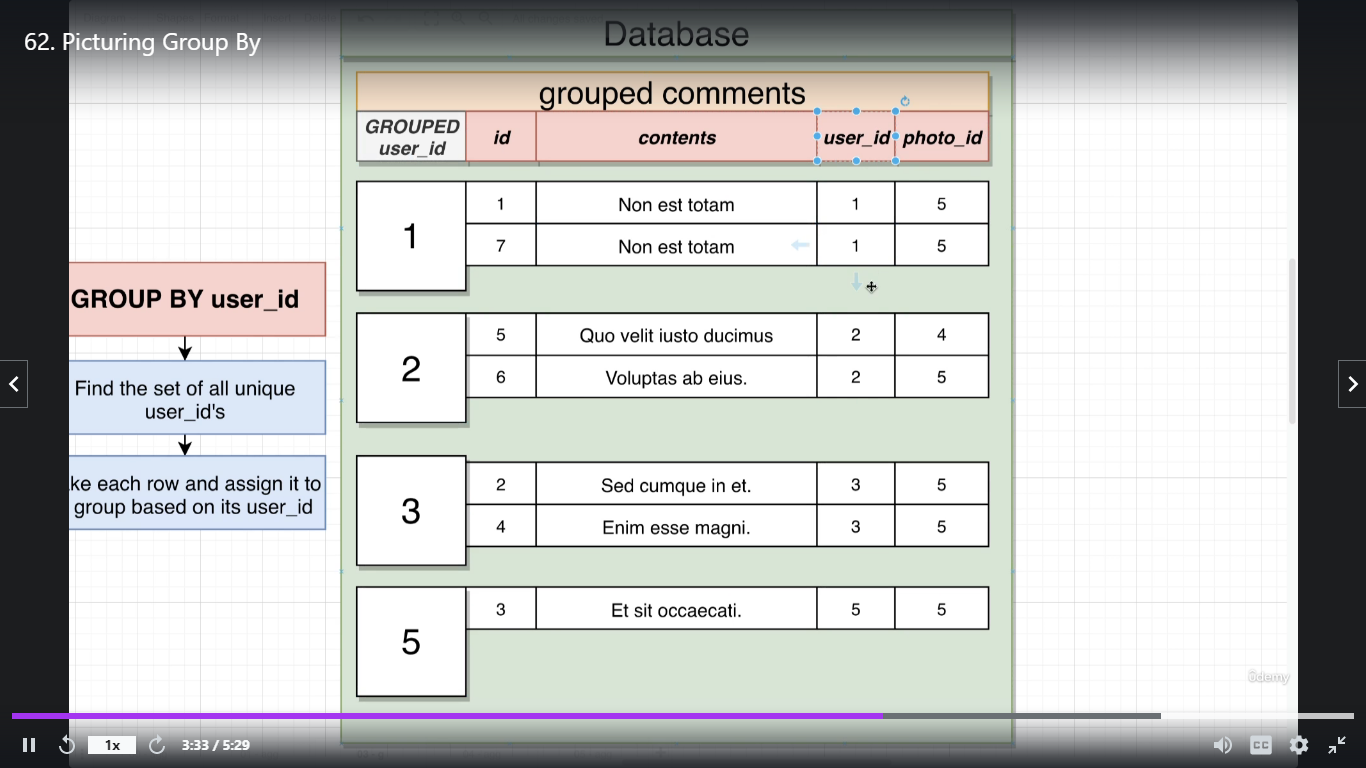 62. Picturing Group By
Database
grouped comments
GROUPED user_id id contents user_id photo_id
1
1 Non est totam 1 5
7 Non est totam 1 5
2
5 Quo velit iusto ducimus 2 4
6 Voluptas ab eius. 2 5
3
2 Sed cumque in et. 3 5
4 Enim esse magni. 3 5
5
3 Et sit occaecati. 5 5
GROUP BY user_id
Find the set of all unique
user_id's
ke each row and assign it to
group based on its user_id
ûdemy
1x 3:33 / 5:29 CC